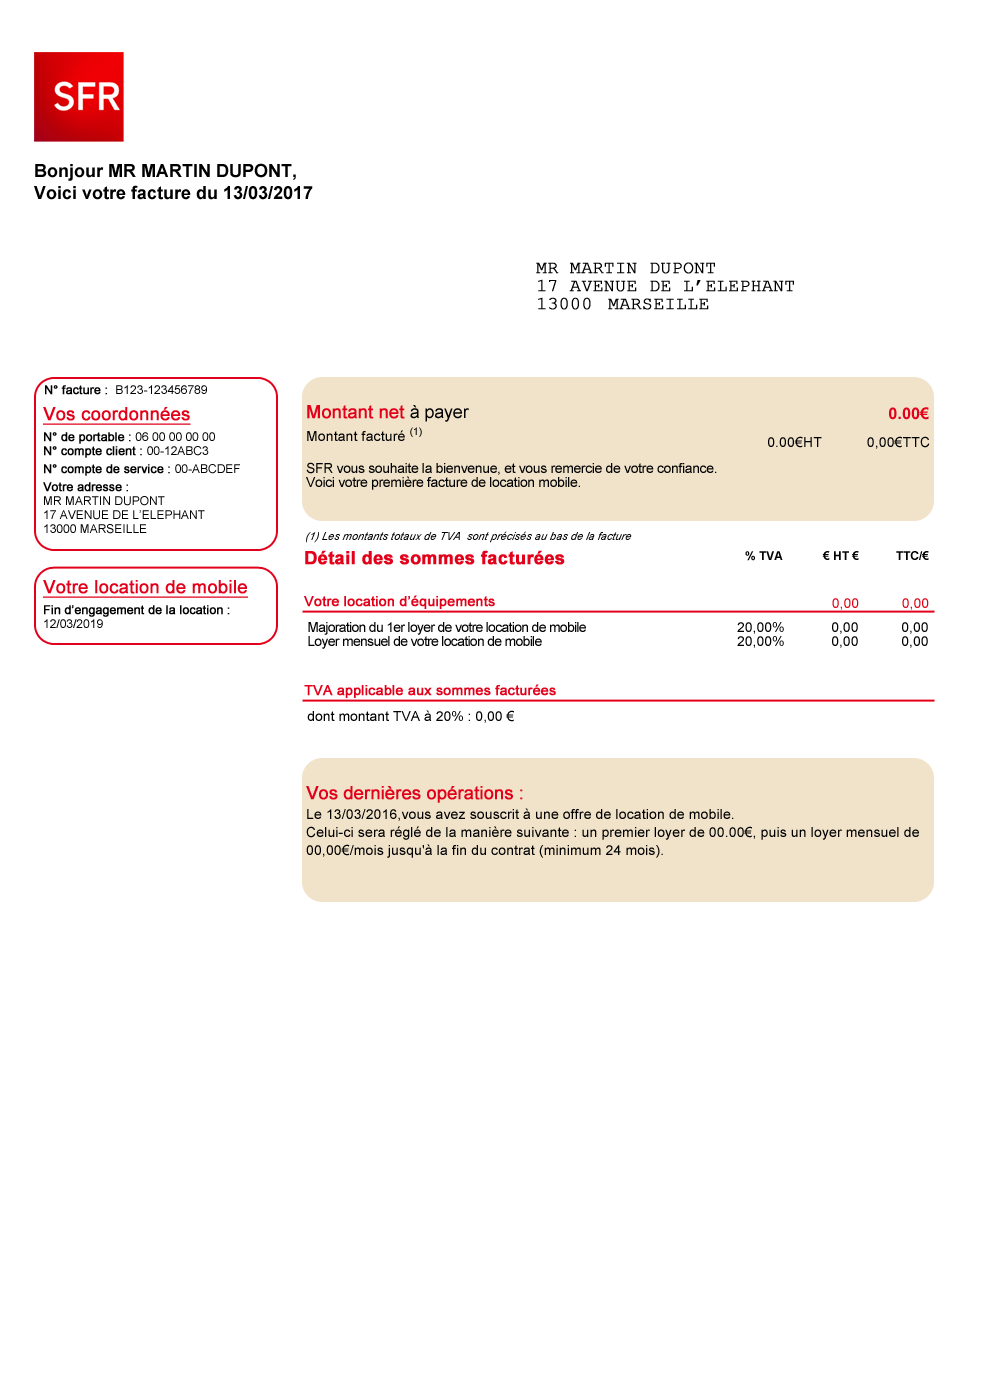 SFR
Bonjour MR MARTIN DUPONT,
Voici votre facture du 13/03/2017
MR MARTIN DUPONT
17 AVENUE DE L’ELEPHANT
13000 MARSEILLE
N° facture : B123-123456789
Vos coordonnées
N° de portable : 06 00 00 00 00
N° compte client : 00-12ABC3
N° compte de service : 00-ABCDEF
Votre adresse :
MR MARTIN DUPONT
17 AVENUE DE L’ELEPHANT
13000 MARSEILLE
Votre location de mobile
Fin d’engagement de la location :
12/03/2019
Montant net à payer 0.00€
Montant facturé (1) 0.00€HT 0,00€TTC
SFR vous souhaite la bienvenue, et vous remercie de votre confiance.
Voici votre première facture de location mobile.
(1) Les montants totaux de TVA sont précisés au bas de la facture
Détail des sommes facturées % TVA € HT € TTC/€
Votre location d’équipements 0,00 0,00
Majoration du 1er loyer de votre location de mobile 20,00% 0,00 0,00
Loyer mensuel de votre location de mobile 20,00% 0,00 0,00
TVA applicable aux sommes facturées
dont montant TVA à 20% : 0,00 €
Vos dernières opérations :
Le 13/03/2016,vous avez souscrit à une offre de location de mobile.
Celui-ci sera réglé de la manière suivante : un premier loyer de 00.00€, puis un loyer mensuel de
00,00€/mois jusqu'à la fin du contrat (minimum 24 mois).